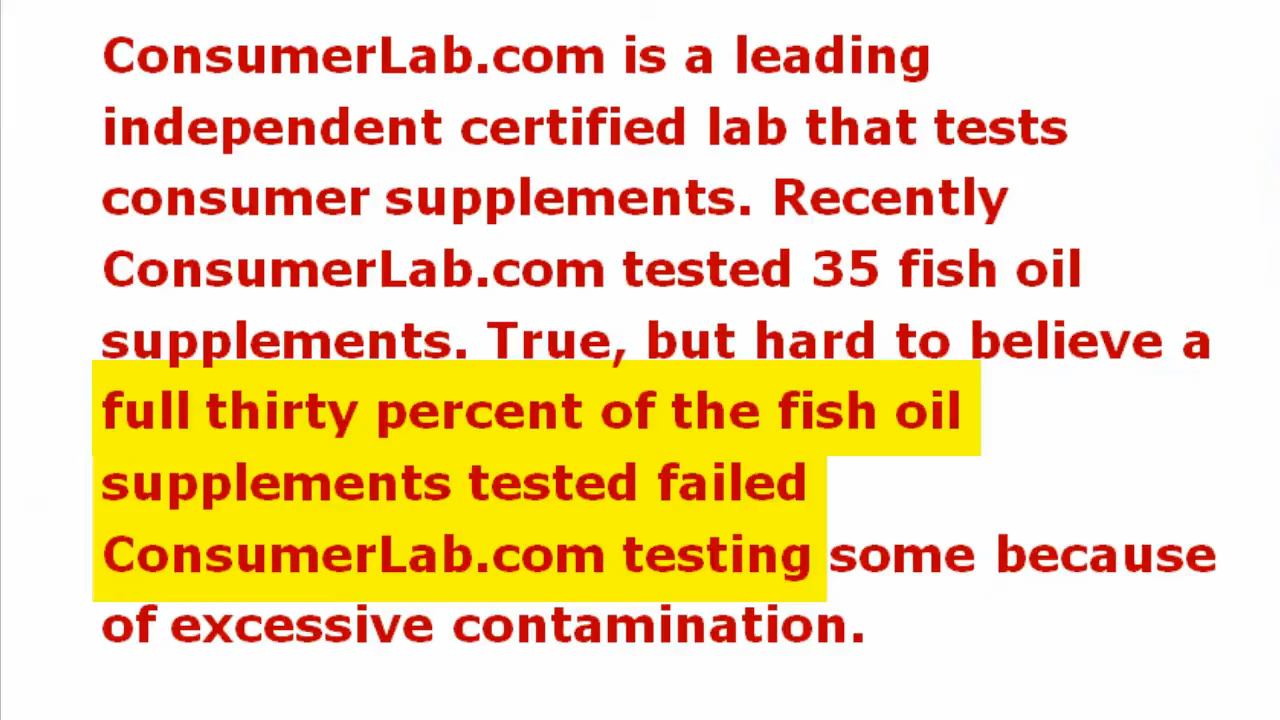 ConsumerLab.com is a leading
independent certified lab that tests
consumer supplements. Recently
ConsumerLab.com tested 35 fish oil
supplements. True, but hard to believe a
full thirty percent of the fish oil
supplements tested failed
ConsumerLab.com testing some because
of excessive contamination.